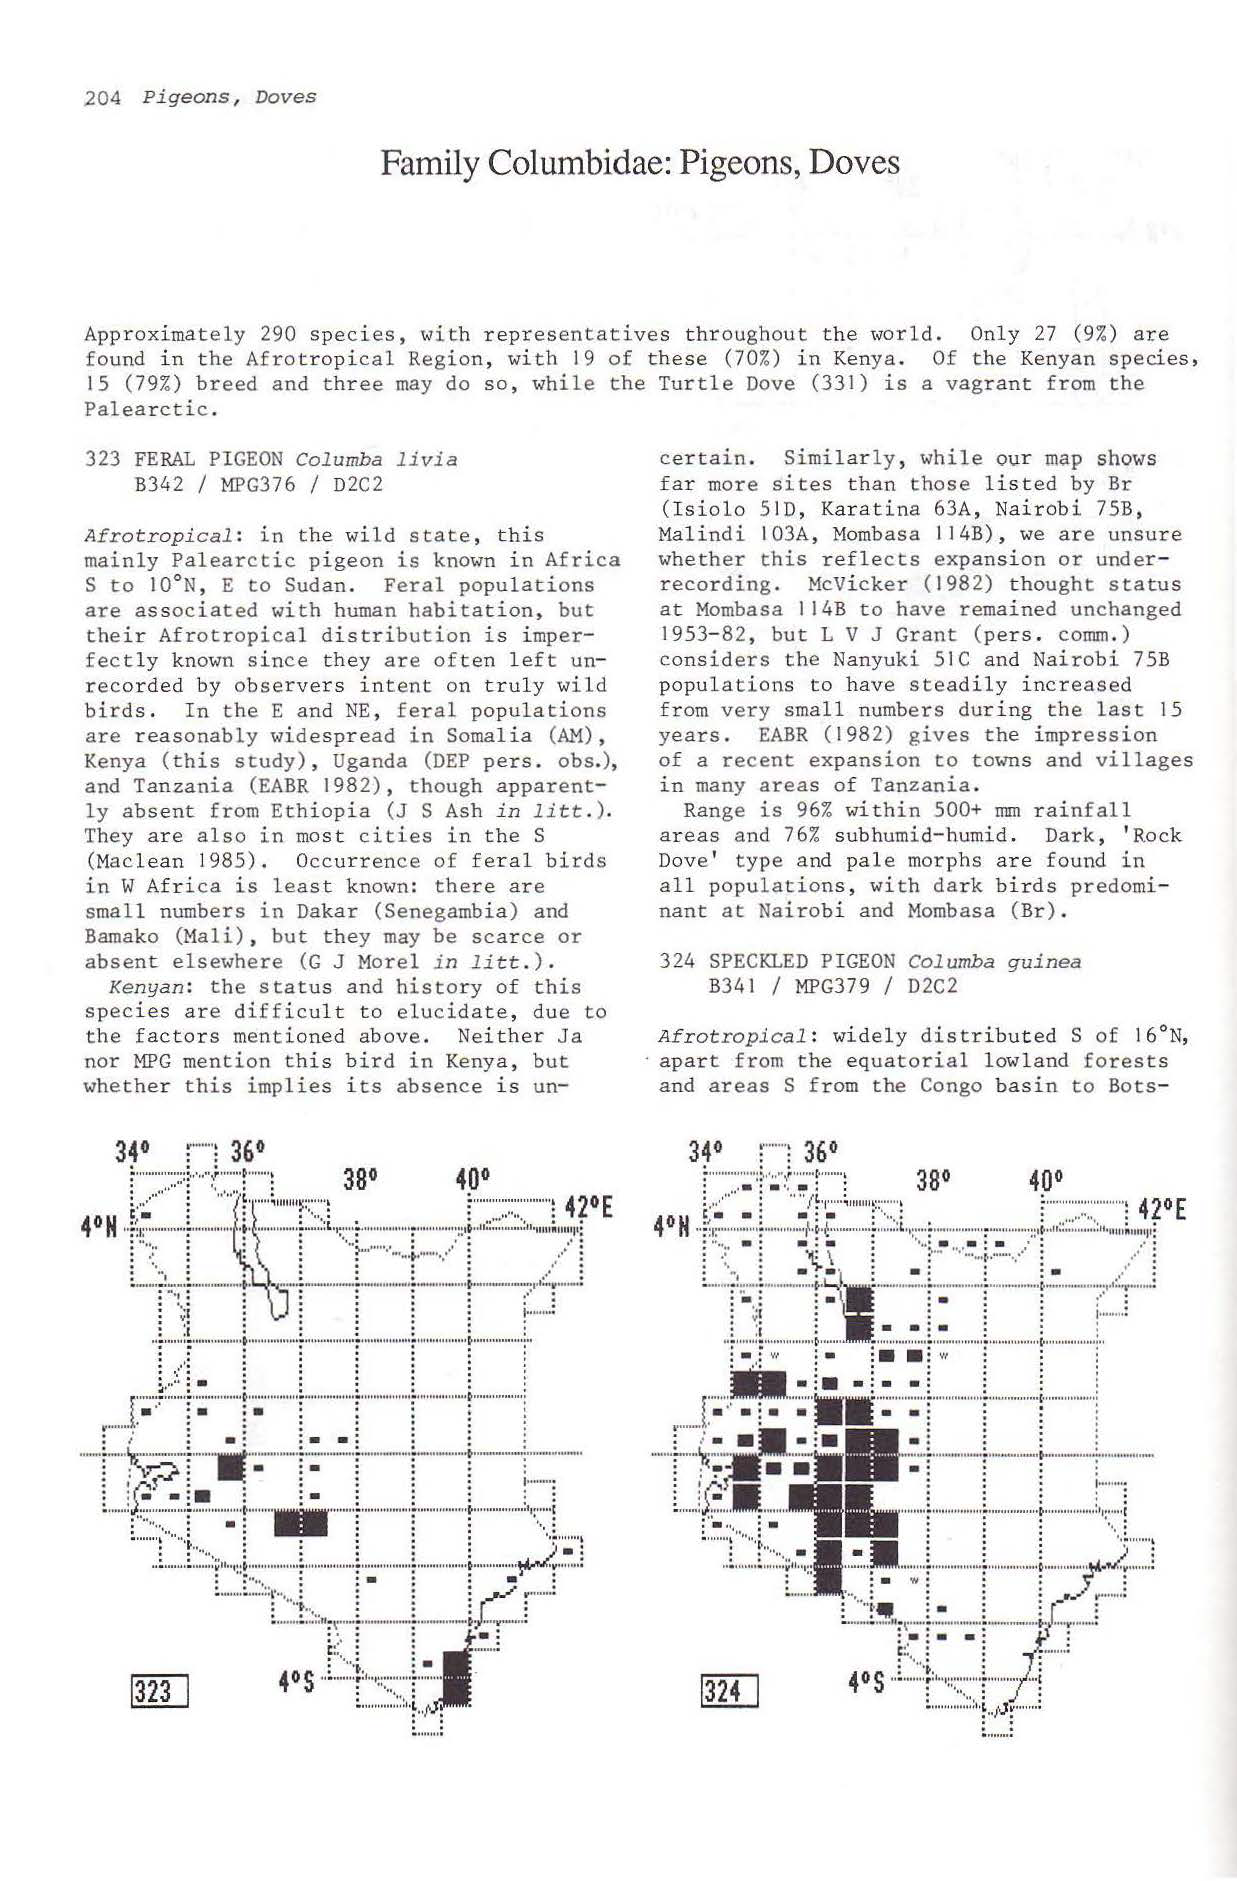 204 Pigeons, Doves
Family Columbidae: Pigeons, Doves
Approximately 290 species, with representatives throughout the world. Only 27 (9%) are
found in the Afrotropical Region, with 19 of these (70%) in Kenya. Of the Kenyan species,
15 (79%) breed and three may do so, while the Turtle Dove (331) is a vagrant from the
Palearctic.
323 FERAL PIGEON Columba livia
B342 / MPG376 / D2C2
Afrotropical: in the wild state, this
mainly Palearctic pigeon is known in Africa
S to 10°N, E to Sudan. Feral populations
are associated with human habitation, but
their Afrotropical distribution is imper-
fectly known since they are often left un-
recorded by observers intent on truly wild
birds. In the E and NE, feral populations
are reasonably widespread in Somalia (AM),
Kenya (this study), Uganda (DEP pers. obs.),
and Tanzania (EABR 1982), though apparent-
ly absent from Ethiopia (J S Ash in litt.).
They are also in most cities in the S
(Maclean 1985). Occurrence of feral birds
in W Africa is least known: there are
small numbers in Dakar (Senegambia) and
Bamako (Mali), but they may be scarce or
absent elsewhere (G J Morel in litt.).
Kenyan: the status and history of this
species are difficult to elucidate, due to
the factors mentioned above. Neither Ja
nor MPG mention this bird in Kenya, but
whether this implies its absence is un-
certain. Similarly, while our map shows
far more sites than those listed by Br
(Isiolo 51D, Karatina 63A, Nairobi 75B,
Malindi 103A, Mombasa 114B), we are unsure
whether this reflects expansion or under-
recording. McVicker (1982) thought status
at Mombasa 114B to have remained unchanged
1953-82, but L V J Grant (pers. comm.)
considers the Nanyuki 51C and Nairobi 75B
populations to have steadily increased
from very small numbers during the last 15
years. EABR (1982) gives the impression
of a recent expansion to towns and villages
in many areas of Tanzania.
Range is 96% within 500+ mm rainfall
areas and 76% subhumid-humid. Dark, 'Rock
Dove' type and pale morphs are found in
all populations, with dark birds predomi-
nant at Nairobi and Mombasa (Br).
324 SPECKLED PIGEON Columba guinea
B341 / MPG379 / D2C2
Afrotropical: widely distributed S of 16°N,
apart from the equatorial lowland forests
and areas S from the Congo basin to Bots-
34° 36°
38° 40°
42°E
4°N
4°S
323
34° 36°
38° 40°
42°E
4°N
W W
W
4°S
324